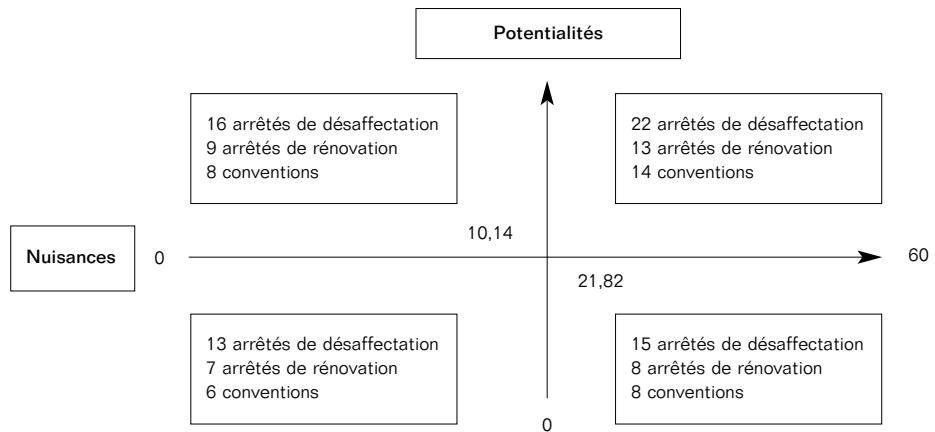 Potentialités
16 arrêtés de désaffectation
9 arrêtés de rénovation
8 conventions
22 arrêtés de désaffectation
13 arrêtés de rénovation
14 conventions
10,14
Nuisances
0
60
21,82
13 arrêtés de désaffectation
7 arrêtés de rénovation
6 conventions
15 arrêtés de désaffectation
8 arrêtés de rénovation
8 conventions
0